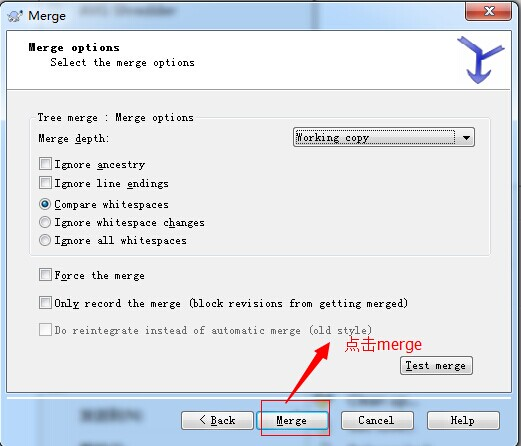 Merge
Merge options
Select the merge options
Tree merge : Merge options
Merge depth:
Working copy
Ignore ancestry
Ignore line endings
Compare whitespaces
Ignore whitespace changes
Ignore all whitespaces
Force the merge
Only record the merge (block revisions from getting merged)
Do reintegrate instead of automatic merge (old style)
点击merge
Test merge
< Back
Merge
Cancel
Help